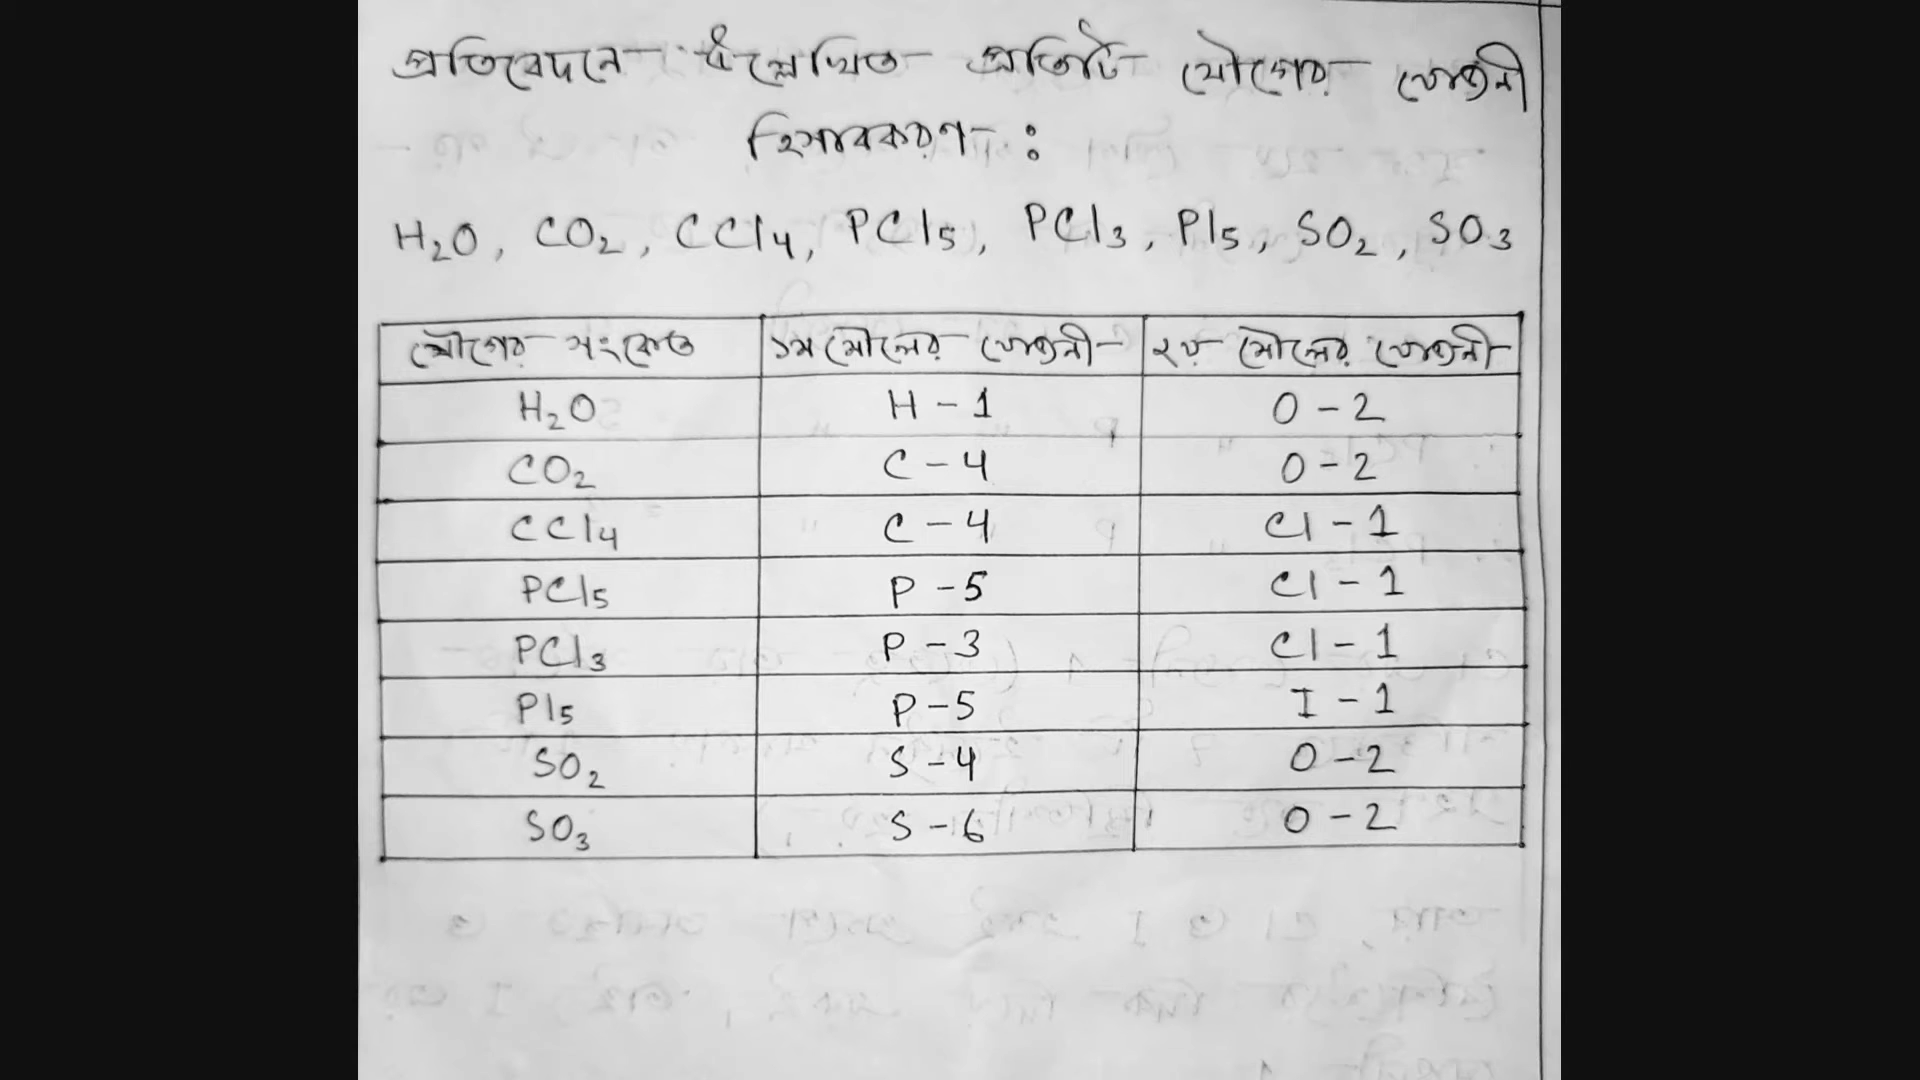 প্রতিবেদনে উল্লেখিত প্রতিটি যৌগের যোজনী
হিসাবকরণ :
H₂O, CO₂, CCl₄, PCl₅, PCl₃, PI₅, SO₂, SO₃
যৌগের সংকেত ১ম মৌলের যোজনী ২য় মৌলের যোজনী
H₂O H - 1 O - 2
CO₂ C - 4 O - 2
CCl₄ C - 4 Cl - 1
PCl₅ P - 5 Cl - 1
PCl₃ P - 3 Cl - 1
PI₅ P - 5 I - 1
SO₂ S - 4 O - 2
SO₃ S - 6 O - 2